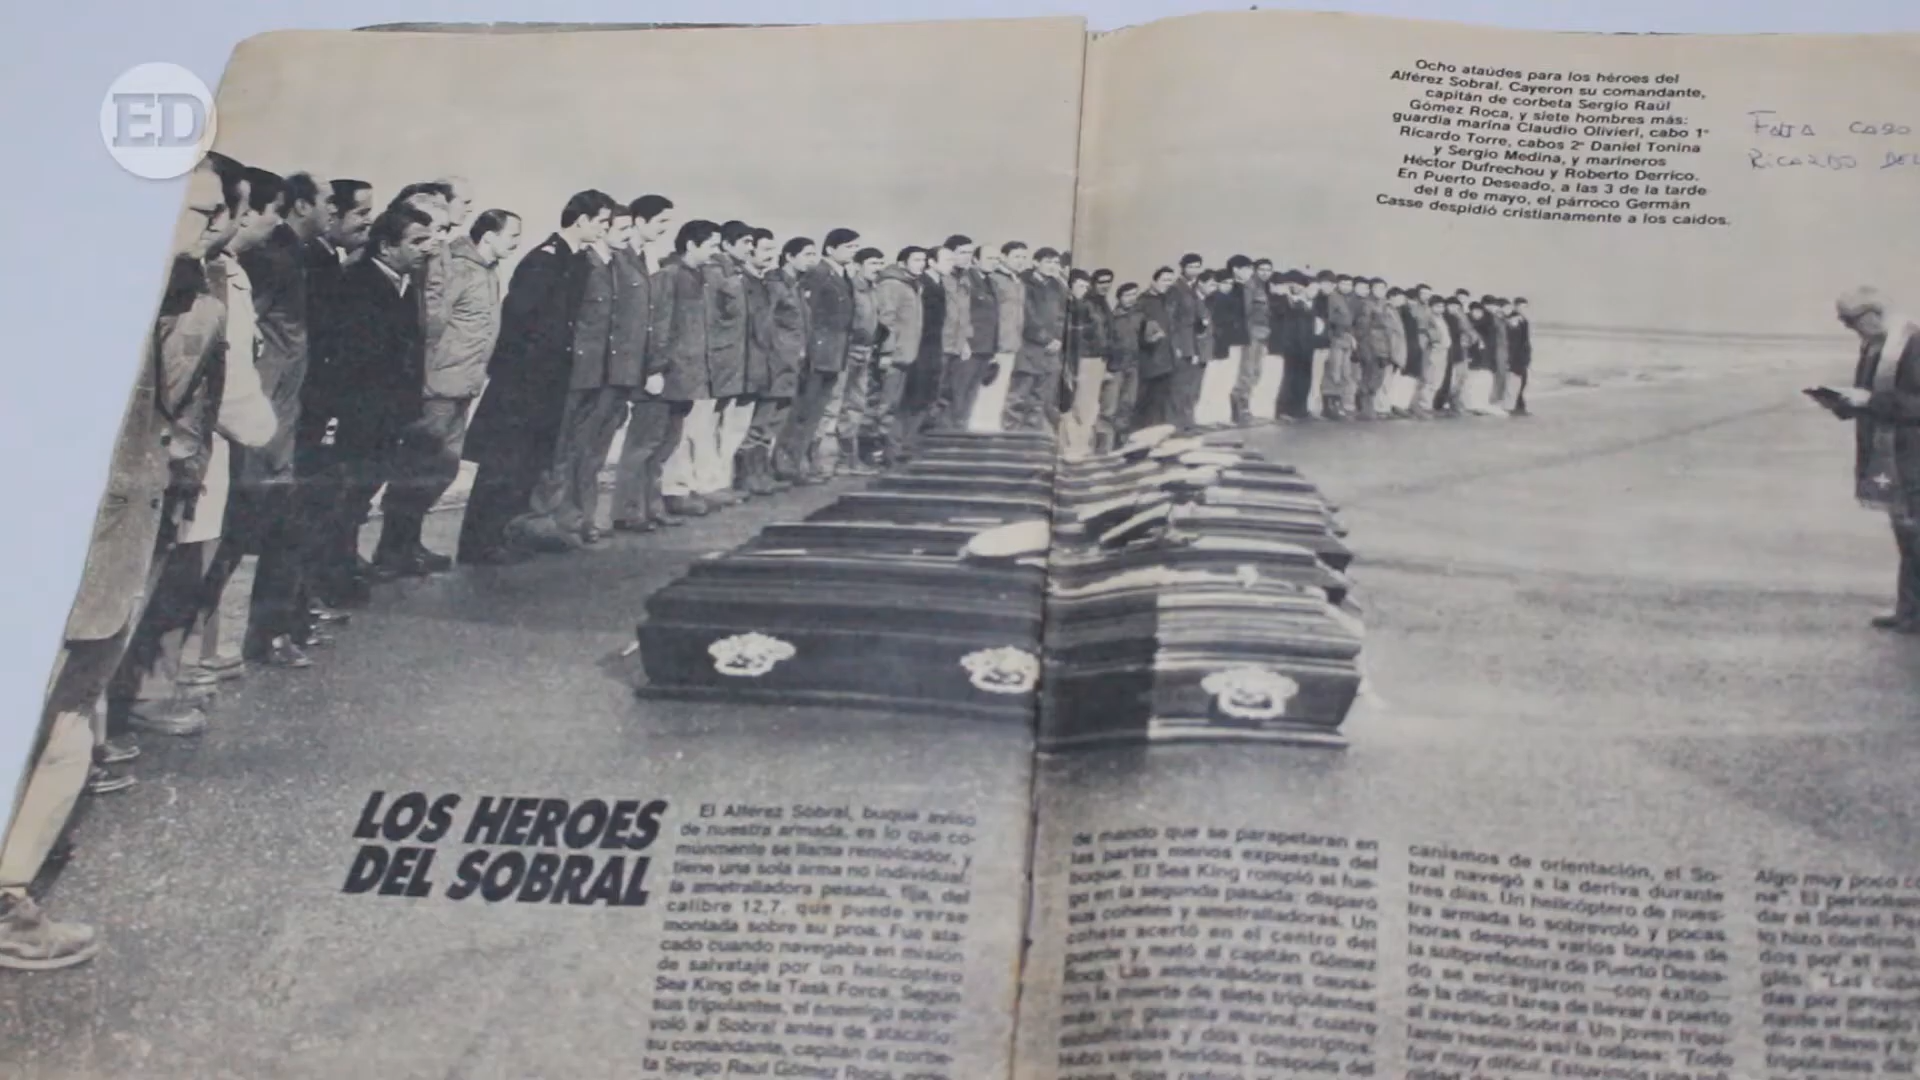 ED
Ocho ataúdes para los héroes del
Alférez Sobral. Cayeron su comandante,
capitán de corbeta Sergio Raúl
Gómez Roca, y siete hombres más:
guardia marina Claudio Olivieri, cabo 1º
Ricardo Torre, cabos 2º Daniel Tonina
y Sergio Medina, y marineros
Héctor Dufrechou y Roberto Derrico.
En Puerto Deseado, a las 3 de la tarde
del 8 de mayo, el párroco Germán
Casse despidió cristianamente a los caídos.
FALTA CABO
RICARDO DEL
LOS HEROES
DEL SOBRAL
El Alférez Sobral, buque aviso
de nuestra armada, es lo que co-
múnmente se llama remolcador, y
tiene una sola arma no individual:
la ametralladora pesada, fija, del
calibre 12,7, que puede verse
montada sobre su proa. Fue ata-
cado cuando navegaba en misión
de salvataje por un helicóptero
Sea King de la Task Force. Según
sus tripulantes, el enemigo sobre-
voló al Sobral antes de atacarlo;
su comandante, capitán de corbe-
ta Sergio Raúl Gómez Roca,
de mando que se parapetaran en
las partes menos expuestas del
buque. El Sea King rompió el fue-
go en la segunda pasada: disparó
sus cohetes y ametralladoras. Un
cohete acertó en el centro del
puente y mató al capitán Gómez
Roca. Las ametralladoras causa-
ron la muerte de siete tripulantes
más: un guardia marina, cuatro
suboficiales y dos conscriptos.
Hubo varios heridos. Después del
canismos de orientación, el So-
bral navegó a la deriva durante
tres días. Un helicóptero de nues-
tra armada lo sobrevoló y pocas
horas después varios buques de
la subprefectura de Puerto Desea-
do se encargaron —con éxito—
de la difícil tarea de llevar a puerto
al averiado Sobral. Un joven tripu-
lante resumió así la odisea: "Todo
fue muy difícil. Estuvimos
Algo muy poco
na". El periodis
dar el Sobral.
lo hizo confirmó
dos por el
glés. "Las
das por